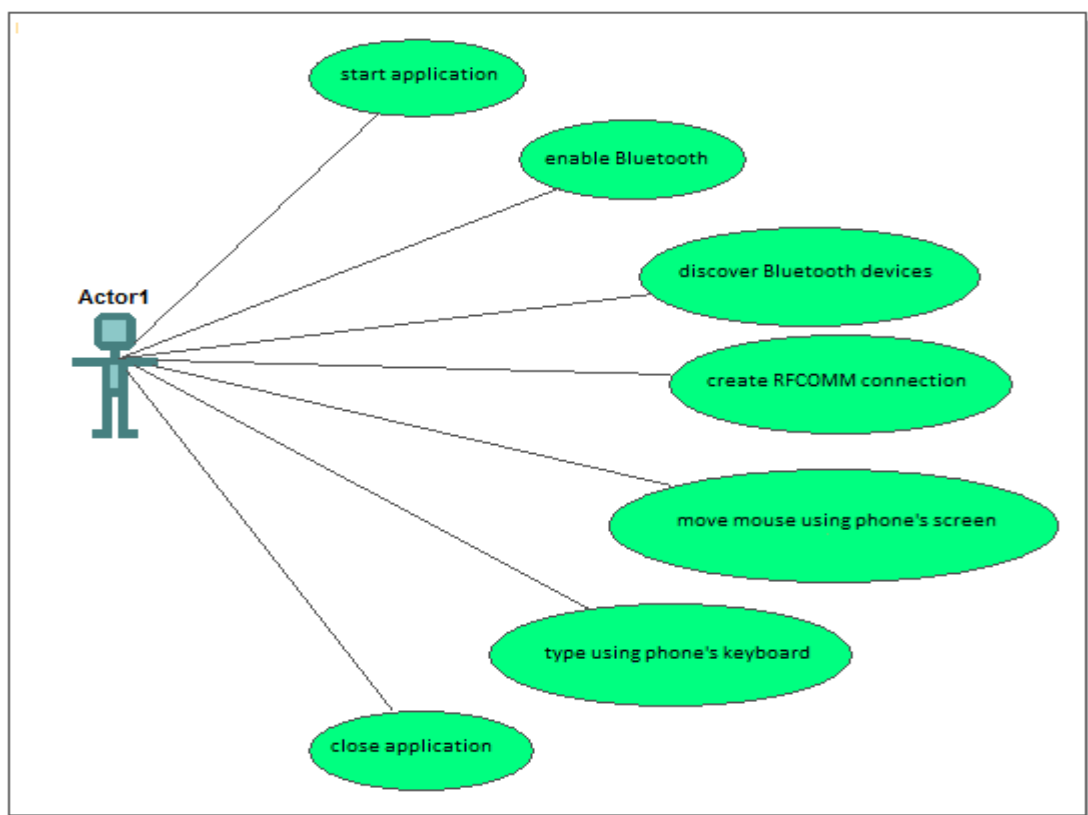 start application
enable Bluetooth
discover Bluetooth devices
Actor1
create RFCOMM connection
move mouse using phone's screen
type using phone's keyboard
close application